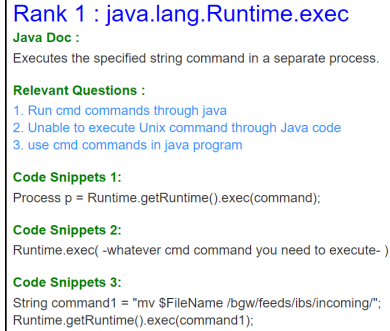 Rank 1 : java.lang.Runtime.exec
Java Doc :
Executes the specified string command in a separate process.
Relevant Questions :
1. Run cmd commands through java
2. Unable to execute Unix command through Java code
3. use cmd commands in java program
Code Snippets 1:
Process p = Runtime.getRuntime().exec(command);
Code Snippets 2:
Runtime.exec( -whatever cmd command you need to execute- )
Code Snippets 3:
String command1 = "mv $FileName /bgw/feeds/ibs/incoming/";
Runtime.getRuntime().exec(command1);